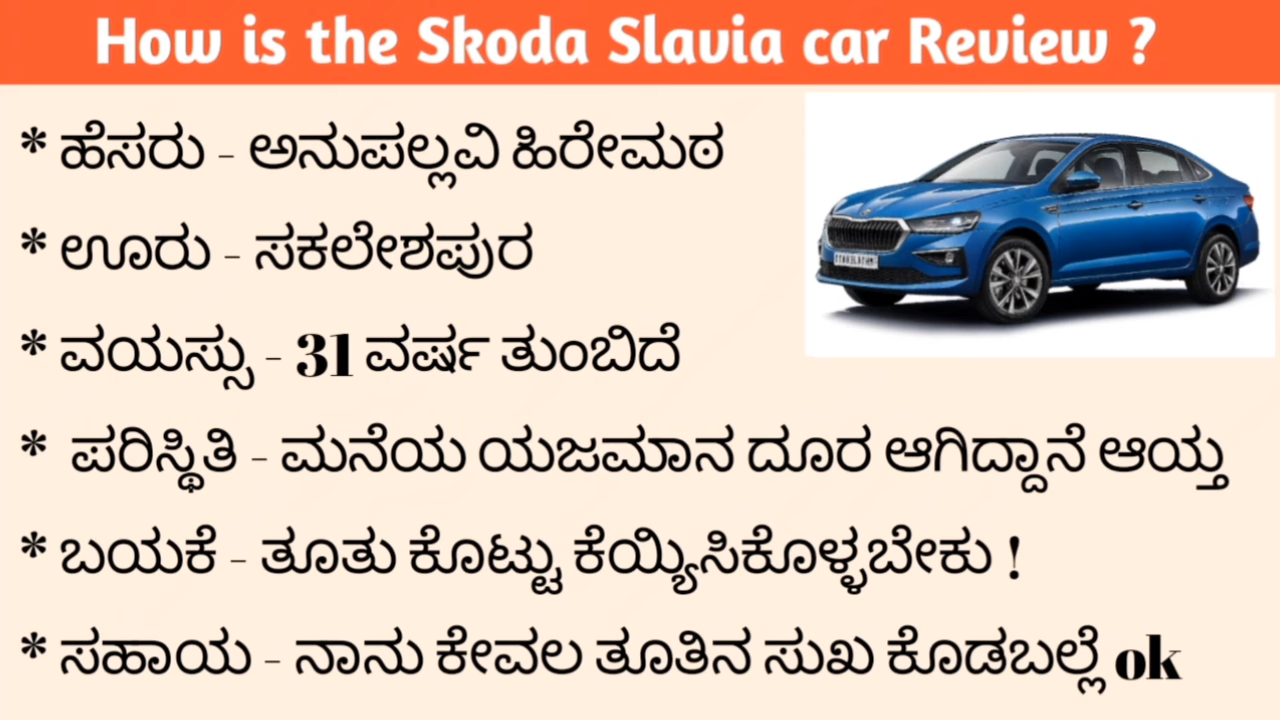 How is the Skoda Slavia car Review ?
* ಹೆಸರು - ಅನುಪಲ್ಲವಿ ಹಿರೇಮಠ
* ಊರು - ಸಕಲೇಶಪುರ
* ವಯಸ್ಸು - 31 ವರ್ಷ ತುಂಬಿದೆ
* ಪರಿಸ್ಥಿತಿ - ಮನೆಯ ಯಜಮಾನ ದೂರ ಆಗಿದ್ದಾನೆ ಆಯ್ತ
* ಬಯಕೆ - ತೂತು ಕೊಟ್ಟು ಕೆಯ್ಯಿಸಿಕೊಳ್ಳಬೇಕು !
* ಸಹಾಯ - ನಾನು ಕೇವಲ ತೂತಿನ ಸುಖ ಕೊಡಬಲ್ಲೆ ok